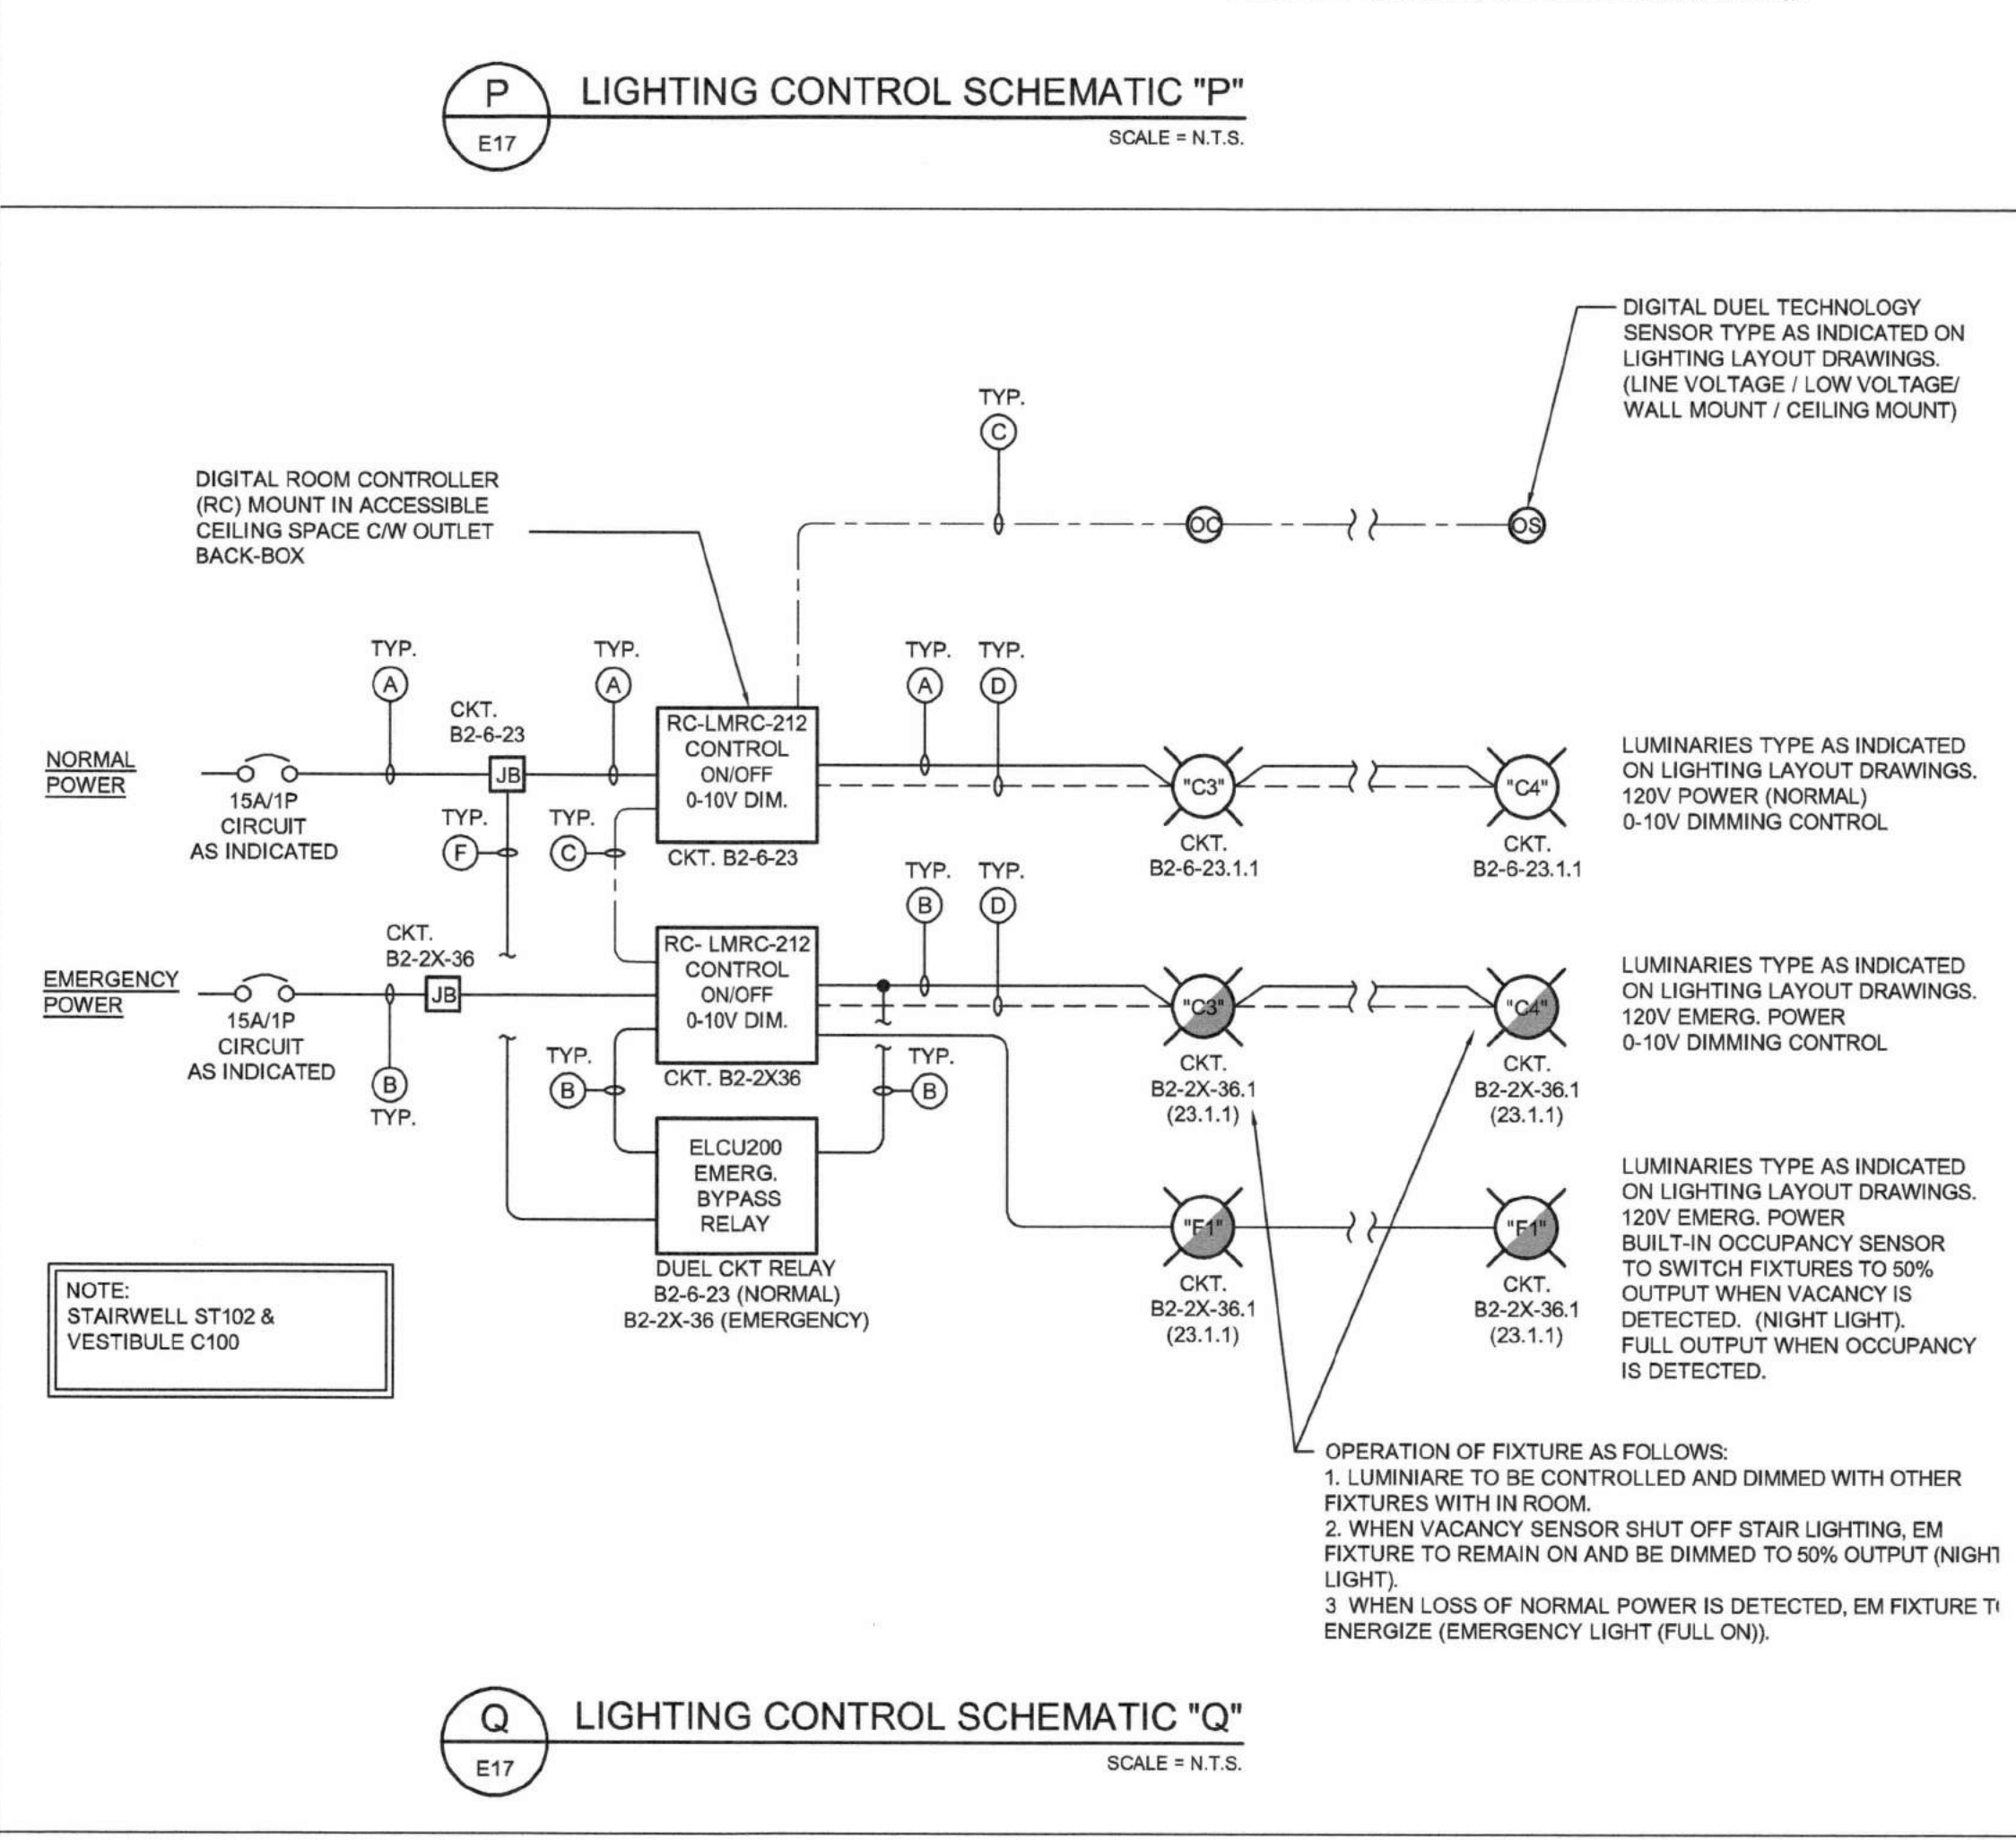 P
E17
LIGHTING CONTROL SCHEMATIC "P"
SCALE = N.T.S.
DIGITAL DUEL TECHNOLOGY
SENSOR TYPE AS INDICATED ON
LIGHTING LAYOUT DRAWINGS.
(LINE VOLTAGE / LOW VOLTAGE/
WALL MOUNT / CEILING MOUNT)
TYP.
C
DIGITAL ROOM CONTROLLER
(RC) MOUNT IN ACCESSIBLE
CEILING SPACE C/W OUTLET
BACK-BOX
OC
OS
TYP.
A
TYP.
A
TYP.
A
TYP.
D
CKT.
B2-6-23
NORMAL
POWER
15A/1P
CIRCUIT
AS INDICATED
JB
RC-LMRC-212
CONTROL
ON/OFF
0-10V DIM.
CKT. B2-6-23
TYP.
F
TYP.
C
"C3"
CKT.
B2-6-23.1.1
"C4"
CKT.
B2-6-23.1.1
LUMINARIES TYPE AS INDICATED
ON LIGHTING LAYOUT DRAWINGS.
120V POWER (NORMAL)
0-10V DIMMING CONTROL
TYP.
B
TYP.
D
CKT.
B2-2X-36
EMERGENCY
POWER
15A/1P
CIRCUIT
AS INDICATED
JB
B
TYP.
RC- LMRC-212
CONTROL
ON/OFF
0-10V DIM.
CKT. B2-2X36
TYP.
B
TYP.
B
"C3"
CKT.
B2-2X-36.1
(23.1.1)
"C4"
CKT.
B2-2X-36.1
(23.1.1)
LUMINARIES TYPE AS INDICATED
ON LIGHTING LAYOUT DRAWINGS.
120V EMERG. POWER
0-10V DIMMING CONTROL
ELCU200
EMERG.
BYPASS
RELAY
DUEL CKT RELAY
B2-6-23 (NORMAL)
B2-2X-36 (EMERGENCY)
"F1"
CKT.
B2-2X-36.1
(23.1.1)
"F1"
CKT.
B2-2X-36.1
(23.1.1)
LUMINARIES TYPE AS INDICATED
ON LIGHTING LAYOUT DRAWINGS.
120V EMERG. POWER
BUILT-IN OCCUPANCY SENSOR
TO SWITCH FIXTURES TO 50%
OUTPUT WHEN VACANCY IS
DETECTED. (NIGHT LIGHT).
FULL OUTPUT WHEN OCCUPANCY
IS DETECTED.
NOTE:
STAIRWELL ST102 &
VESTIBULE C100
OPERATION OF FIXTURE AS FOLLOWS:
1. LUMINIARE TO BE CONTROLLED AND DIMMED WITH OTHER
FIXTURES WITH IN ROOM.
2. WHEN VACANCY SENSOR SHUT OFF STAIR LIGHTING, EM
FIXTURE TO REMAIN ON AND BE DIMMED TO 50% OUTPUT (NIGHT
LIGHT).
3 WHEN LOSS OF NORMAL POWER IS DETECTED, EM FIXTURE
ENERGIZE (EMERGENCY LIGHT (FULL ON)).
Q
E17
LIGHTING CONTROL SCHEMATIC "Q"
SCALE = N.T.S.